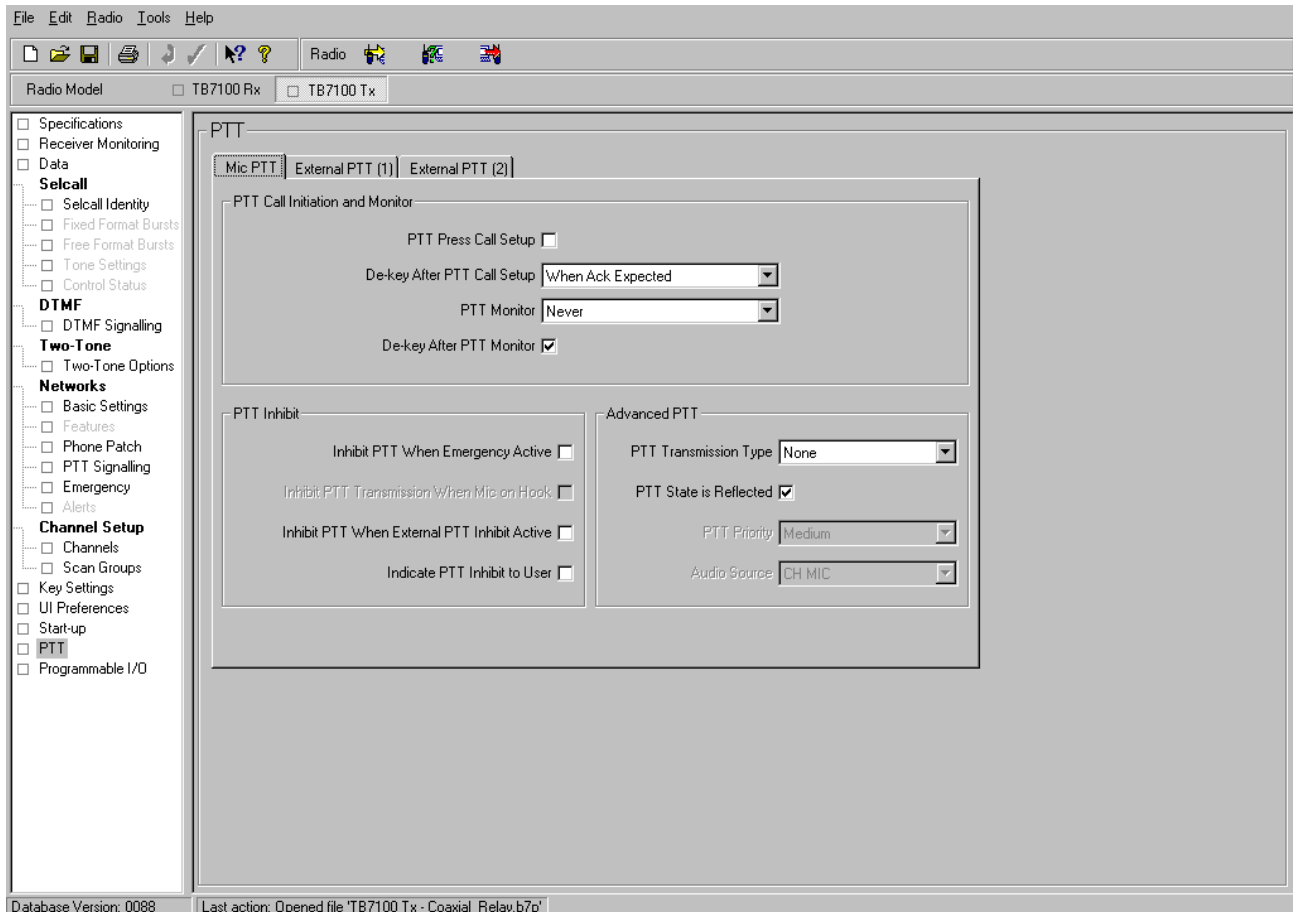 File Edit Radio Tools Help
Radio
Radio Model TB7100 Rx TB7100 Tx
Specifications
Receiver Monitoring
Data
Selcall
Selcall Identity
Fixed Format Bursts
Free Format Bursts
Tone Settings
Control Status
DTMF
DTMF Signalling
Two-Tone
Two-Tone Options
Networks
Basic Settings
Features
Phone Patch
PTT Signalling
Emergency
Alerts
Channel Setup
Channels
Scan Groups
Key Settings
UI Preferences
Start-up
PTT
Programmable I/O
PTT
Mic PTT External PTT (1) External PTT (2)
PTT Call Initiation and Monitor
PTT Press Call Setup
De-key After PTT Call Setup When Ack Expected
PTT Monitor Never
De-key After PTT Monitor
PTT Inhibit
Inhibit PTT When Emergency Active
Inhibit PTT Transmission When Mic on Hook
Inhibit PTT When External PTT Inhibit Active
Indicate PTT Inhibit to User
Advanced PTT
PTT Transmission Type None
PTT State is Reflected
PTT Priority Medium
Audio Source CH MIC
Database Version: 0088 Last action: Opened file 'TB7100 Tx - Coaxial_Relay.b7p'